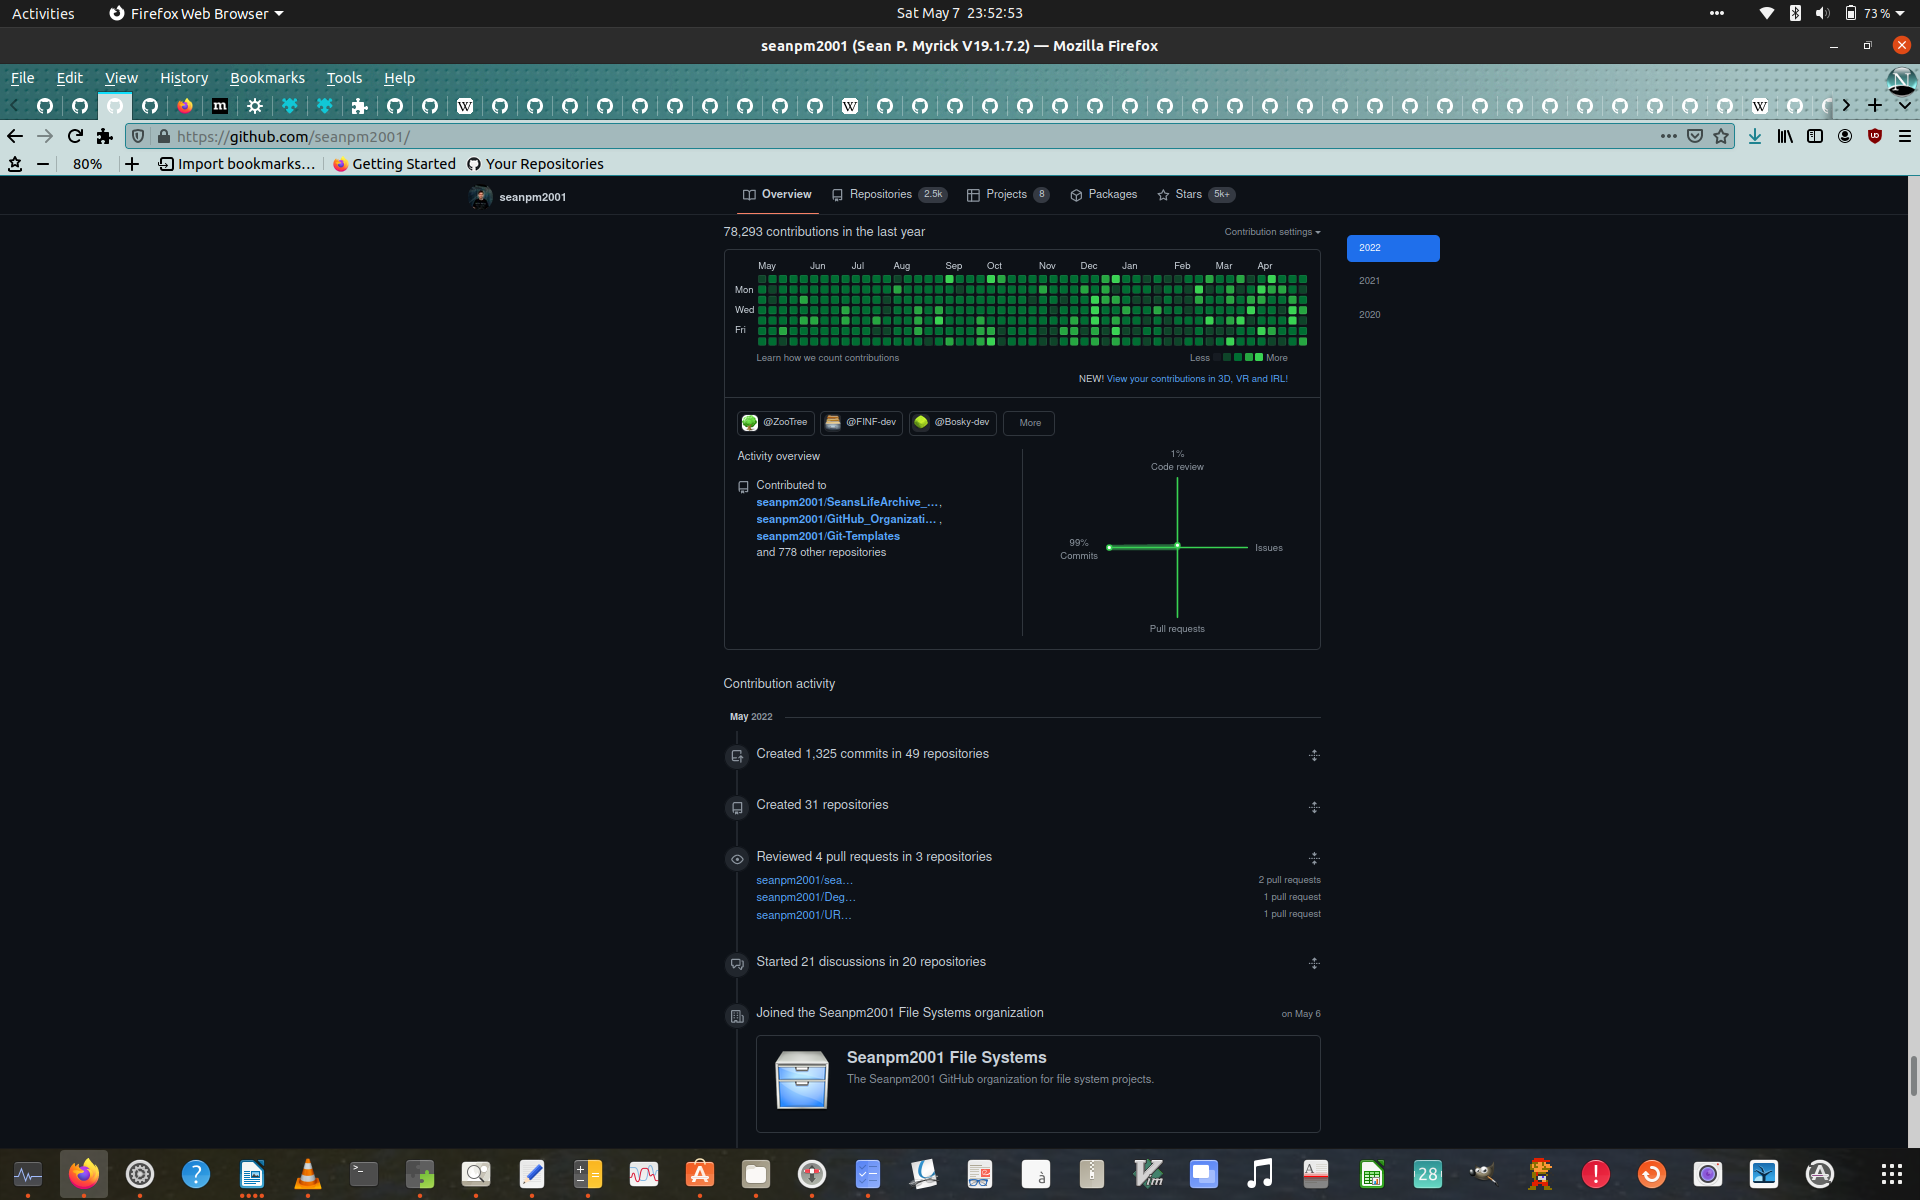 Activities
Firefox Web Browser
Sat May 7 23:52:53
73 %
seanpm2001 (Sean P. Myrick V19.1.7.2) — Mozilla Firefox
File Edit View History Bookmarks Tools Help
https://github.com/seanpm2001/
80%
Import bookmarks...
Getting Started
Your Repositories
seanpm2001
Overview
Repositories 2.5k
Projects 8
Packages
Stars 5k+
78,293 contributions in the last year
Contribution settings
2022
2021
2020
May Jun Jul Aug Sep Oct Nov Dec Jan Feb Mar Apr
Mon
Wed
Fri
Learn how we count contributions
Less More
NEW! View your contributions in 3D, VR and IRL!
@ZooTree
@FINF-dev
@Bosky-dev
More
Activity overview
Contributed to
seanpm2001/SeansLifeArchive_...,
seanpm2001/GitHub_Organizati... ,
seanpm2001/Git-Templates
and 778 other repositories
1%
Code review
99%
Commits
Issues
Pull requests
Contribution activity
May 2022
Created 1,325 commits in 49 repositories
Created 31 repositories
Reviewed 4 pull requests in 3 repositories
seanpm2001/sea...
2 pull requests
seanpm2001/Deg...
1 pull request
seanpm2001/UR...
1 pull request
Started 21 discussions in 20 repositories
Joined the Seanpm2001 File Systems organization
on May 6
Seanpm2001 File Systems
The Seanpm2001 GitHub organization for file system projects.
28